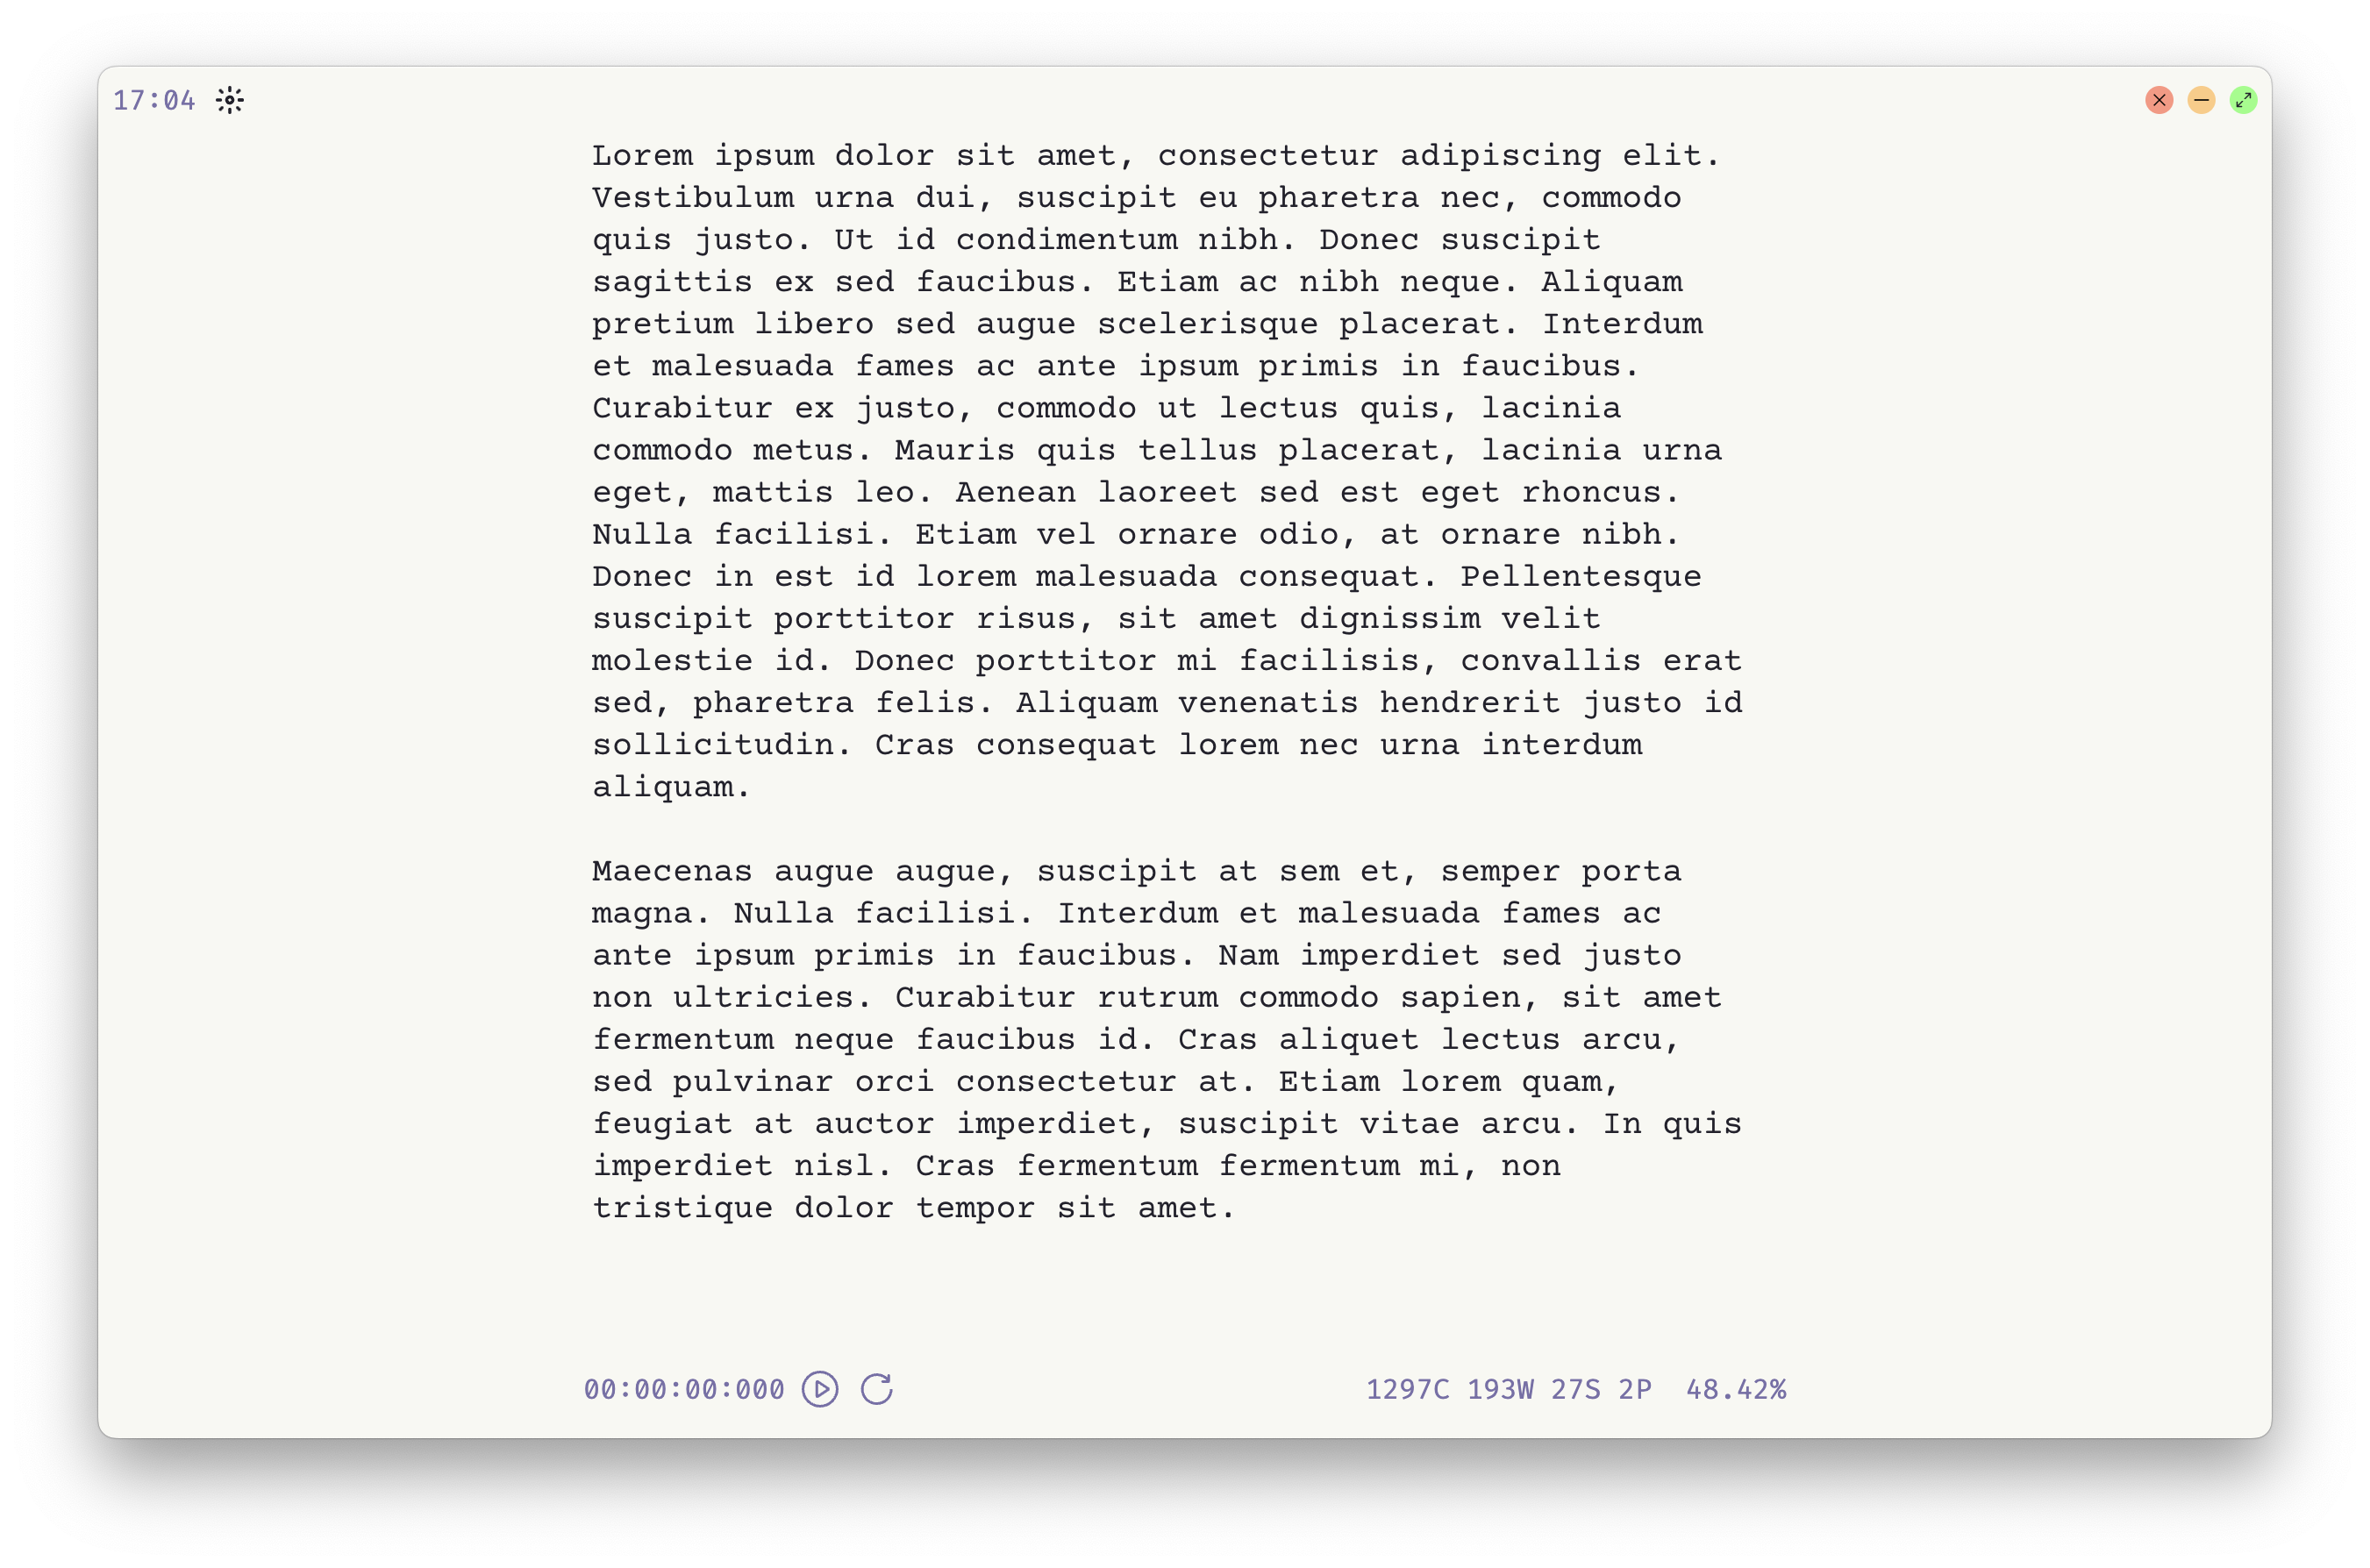 17:04
Lorem ipsum dolor sit amet, consectetur adipiscing elit.
Vestibulum urna dui, suscipit eu pharetra nec, commodo
quis justo. Ut id condimentum nibh. Donec suscipit
sagittis ex sed faucibus. Etiam ac nibh neque. Aliquam
pretium libero sed augue scelerisque placerat. Interdum
et malesuada fames ac ante ipsum primis in faucibus.
Curabitur ex justo, commodo ut lectus quis, lacinia
commodo metus. Mauris quis tellus placerat, lacinia urna
eget, mattis leo. Aenean laoreet sed est eget rhoncus.
Nulla facilisi. Etiam vel ornare odio, at ornare nibh.
Donec in est id lorem malesuada consequat. Pellentesque
suscipit porttitor risus, sit amet dignissim velit
molestie id. Donec porttitor mi facilisis, convallis erat
sed, pharetra felis. Aliquam venenatis hendrerit justo id
sollicitudin. Cras consequat lorem nec urna interdum
aliquam.
Maecenas augue augue, suscipit at sem et, semper porta
magna. Nulla facilisi. Interdum et malesuada fames ac
ante ipsum primis in faucibus. Nam imperdiet sed justo
non ultricies. Curabitur rutrum commodo sapien, sit amet
fermentum neque faucibus id. Cras aliquet lectus arcu,
sed pulvinar orci consectetur at. Etiam lorem quam,
feugiat at auctor imperdiet, suscipit vitae arcu. In quis
imperdiet nisl. Cras fermentum fermentum mi, non
tristique dolor tempor sit amet.
00:00:00:000 1297C 193W 27S 2P 48.42%